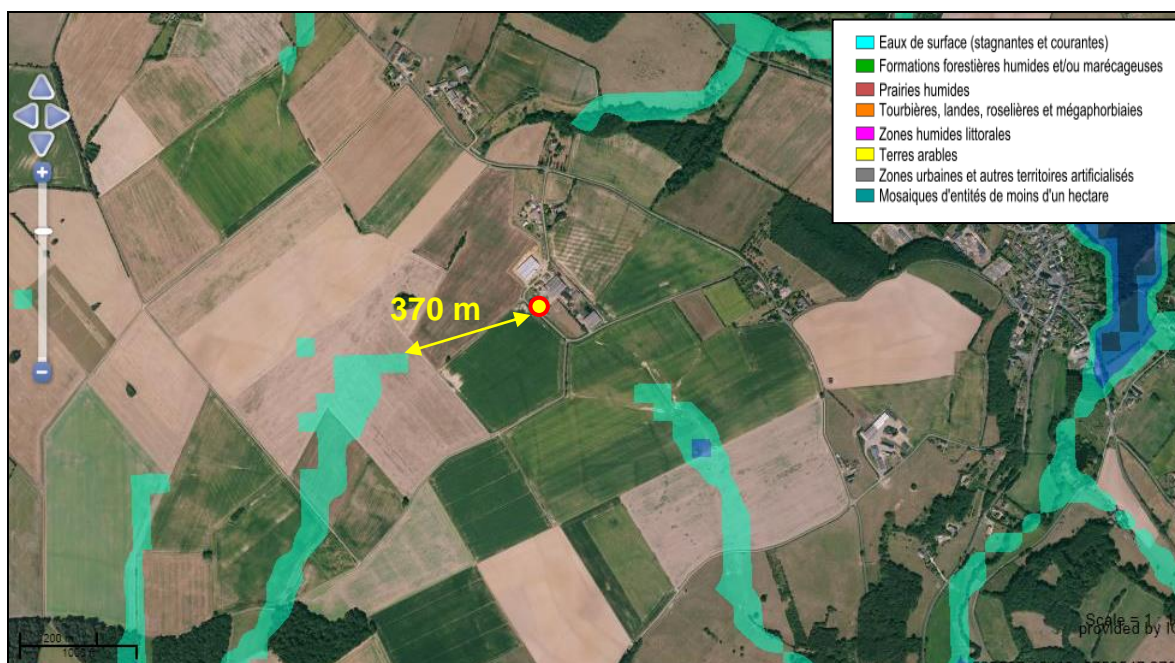 Eaux de surface (stagnantes et courantes)
Formations forestières humides et/ou marécageuses
Prairies humides
Tourbières, landes, roselières et mégaphorbiaies
Zones humides littorales
Terres arables
Zones urbaines et autres territoires artificialisés
Mosaiques d'entités de moins d'un hectare
370 m
200 m
Scale = 1
provided by